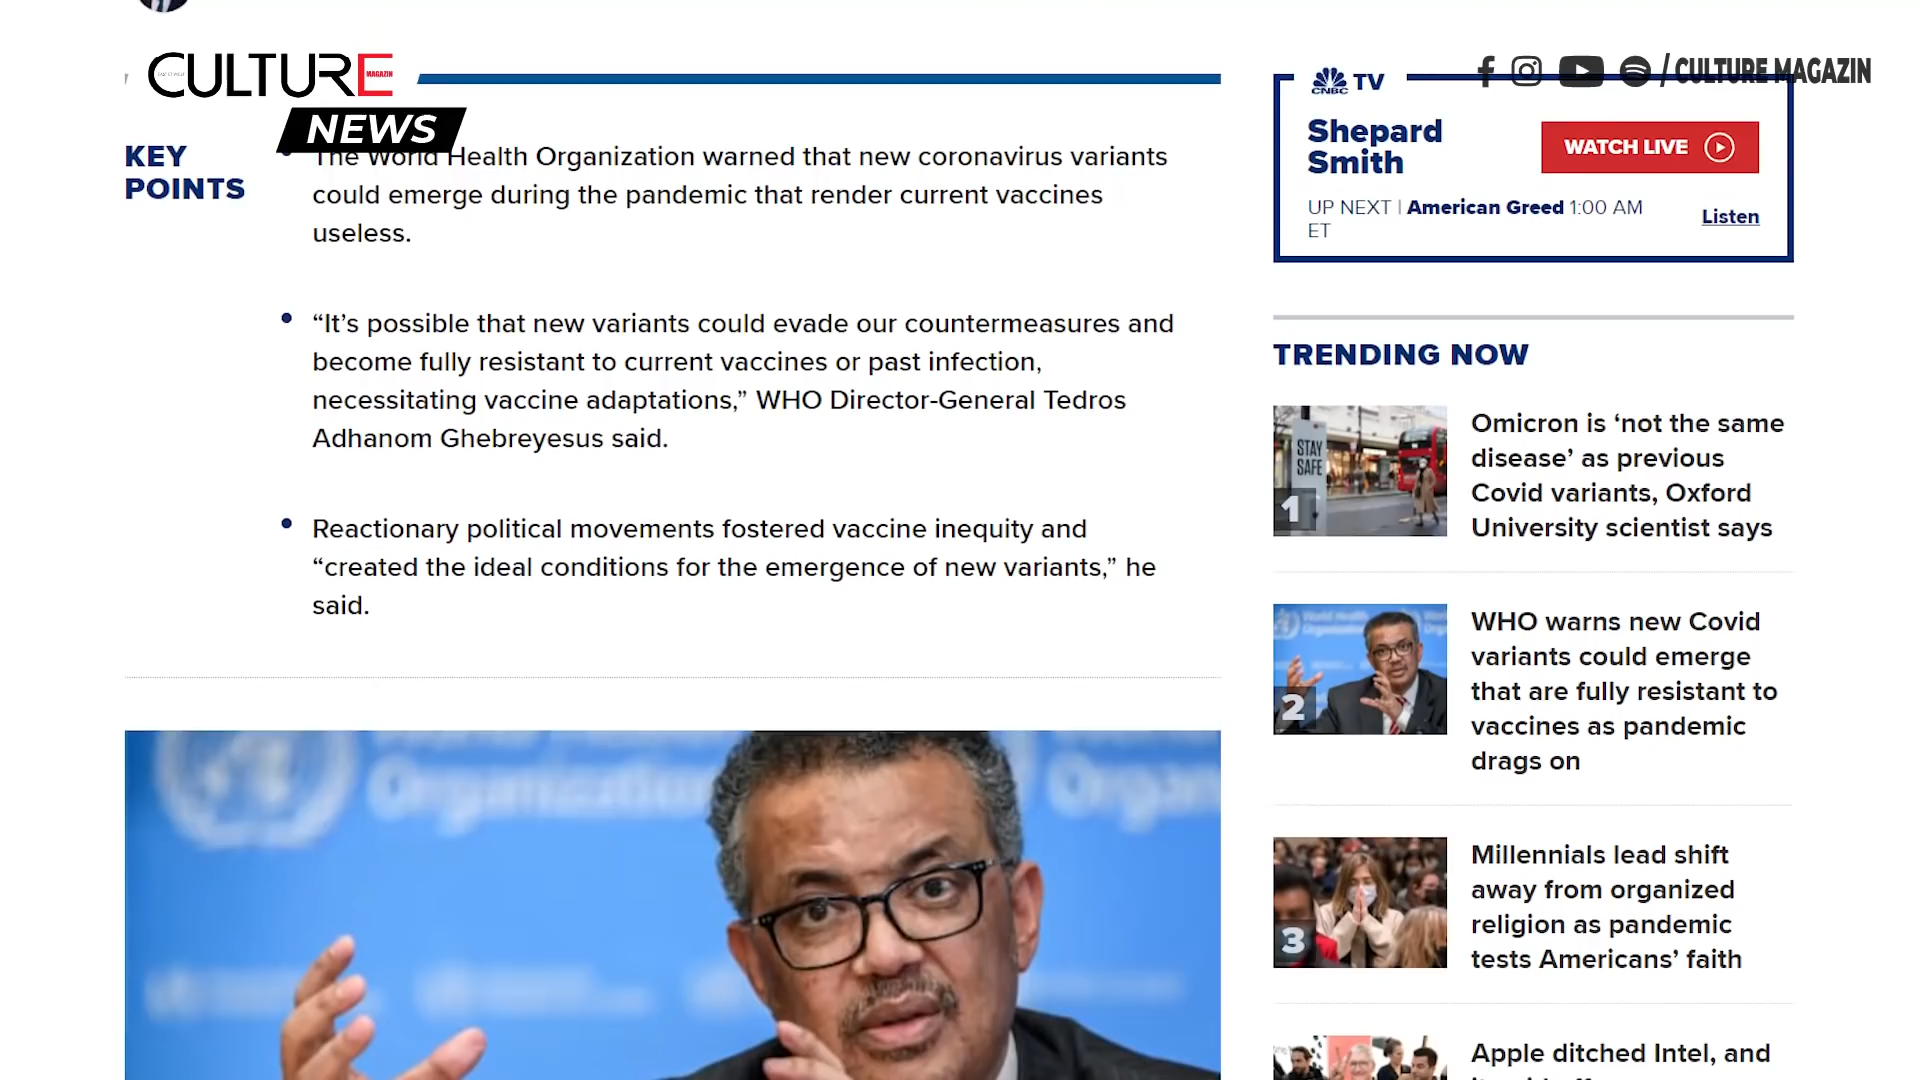 CULTURE
MAGAZIN
NEWS
/ CULTURE MAGAZIN
KEY
POINTS
The World Health Organization warned that new coronavirus variants
could emerge during the pandemic that render current vaccines
useless.
“It’s possible that new variants could evade our countermeasures and
become fully resistant to current vaccines or past infection,
necessitating vaccine adaptations,” WHO Director-General Tedros
Adhanom Ghebreyesus said.
Reactionary political movements fostered vaccine inequity and
“created the ideal conditions for the emergence of new variants,” he
said.
Organization
CNBC TV
Shepard
Smith
WATCH LIVE
UP NEXT | American Greed 1:00 AM
ET
Listen
TRENDING NOW
STAY
SAFE
1
Omicron is ‘not the same
disease’ as previous
Covid variants, Oxford
University scientist says
2
WHO warns new Covid
variants could emerge
that are fully resistant to
vaccines as pandemic
drags on
3
Millennials lead shift
away from organized
religion as pandemic
tests Americans’ faith
Apple ditched Intel, and